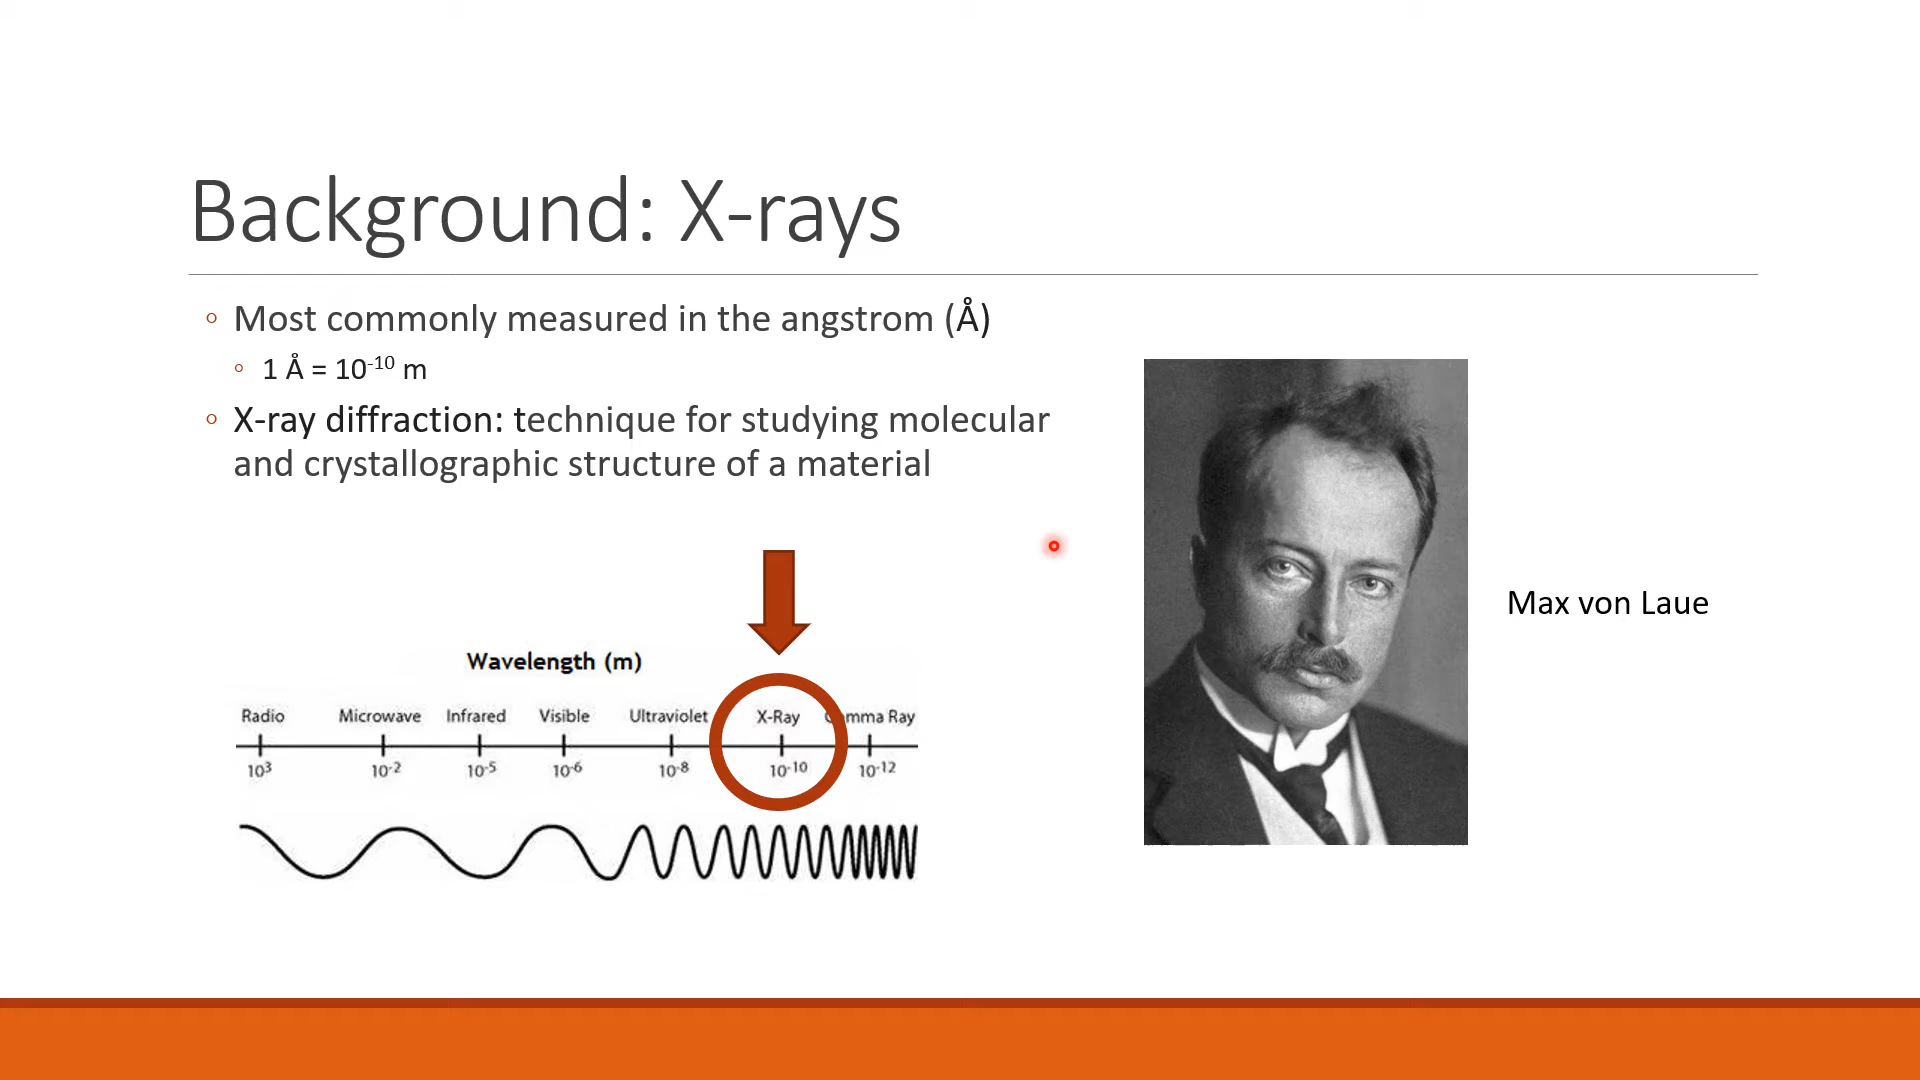 Background: X-rays
Most commonly measured in the angstrom (Å)
1 Å = 10⁻¹⁰ m
X-ray diffraction: technique for studying molecular
and crystallographic structure of a material
Wavelength (m)
Radio Microwave Infrared Visible Ultraviolet X-Ray Ray
10³ 10⁻² 10⁻⁵ 10⁻⁶ 10⁻⁸ 10⁻¹⁰ 10⁻¹²
Max von Laue